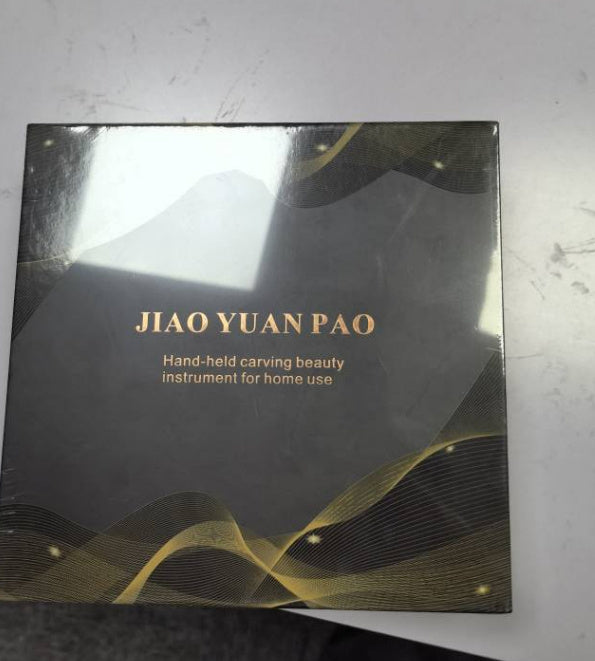 JIAO YUAN PAO
Hand-held carving beauty
instrument for home use